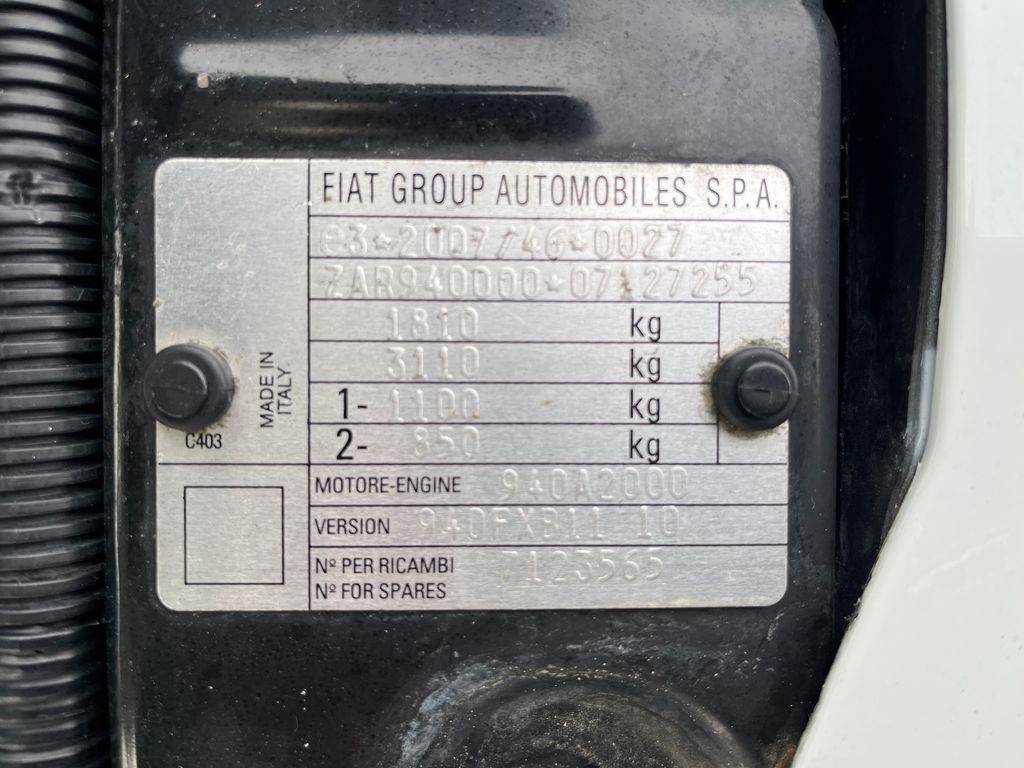 FIAT GROUP AUTOMOBILES S.P.A.
e3*2007/46*0027
ZAR940000*07127255
1810 kg
3110 kg
1- 1100 kg
2- 850 kg
MADE IN
ITALY
C403
MOTORE-ENGINE 940A2000
VERSION 940FXB11 10
Nº PER RICAMBI 7123565
Nº FOR SPARES